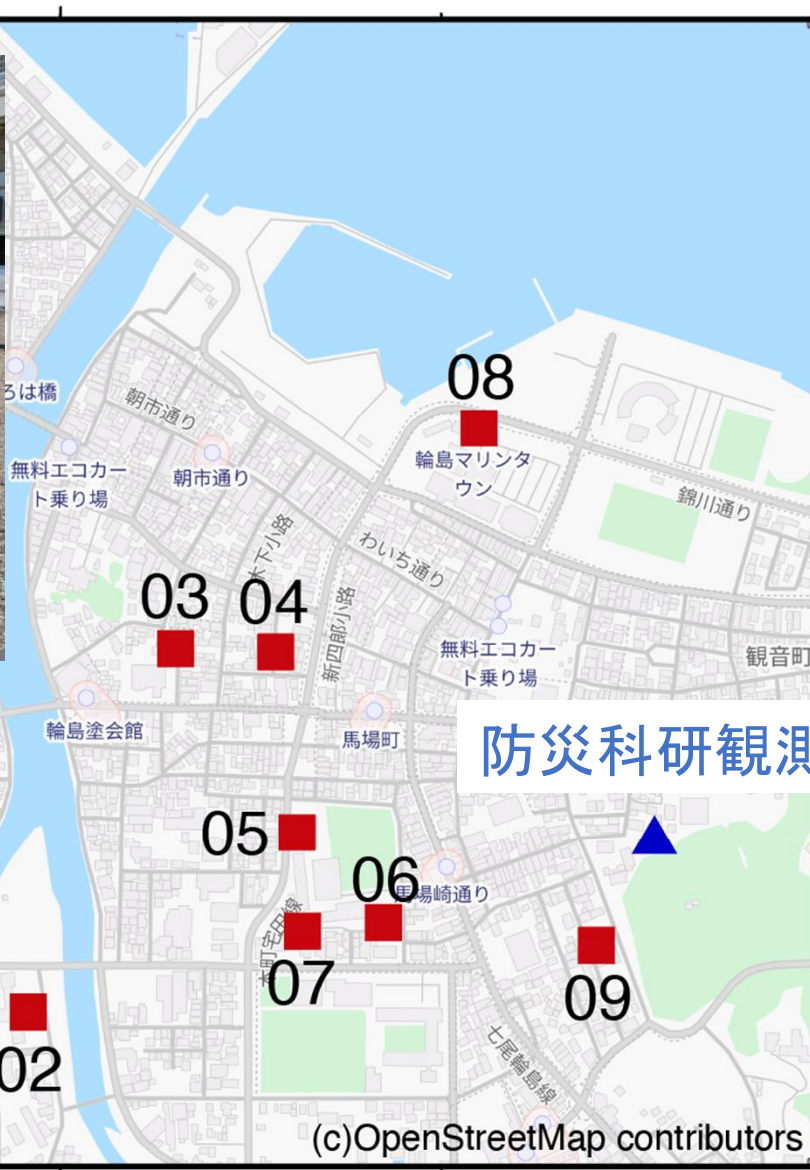 08
ろは橋
朝市通り
無料エコカー
ト乗り場
朝市通り
輪島マリンタ
ウン
錦川通り
木下小路
わいち通り
03
04
新四郎小路
無料エコカー
ト乗り場
観音町
輪島塗会館
馬場町
防災科研観測
05
06
馬場崎通り
本町宅田線
07
09
02
七尾輪島線
(c)OpenStreetMap contributors